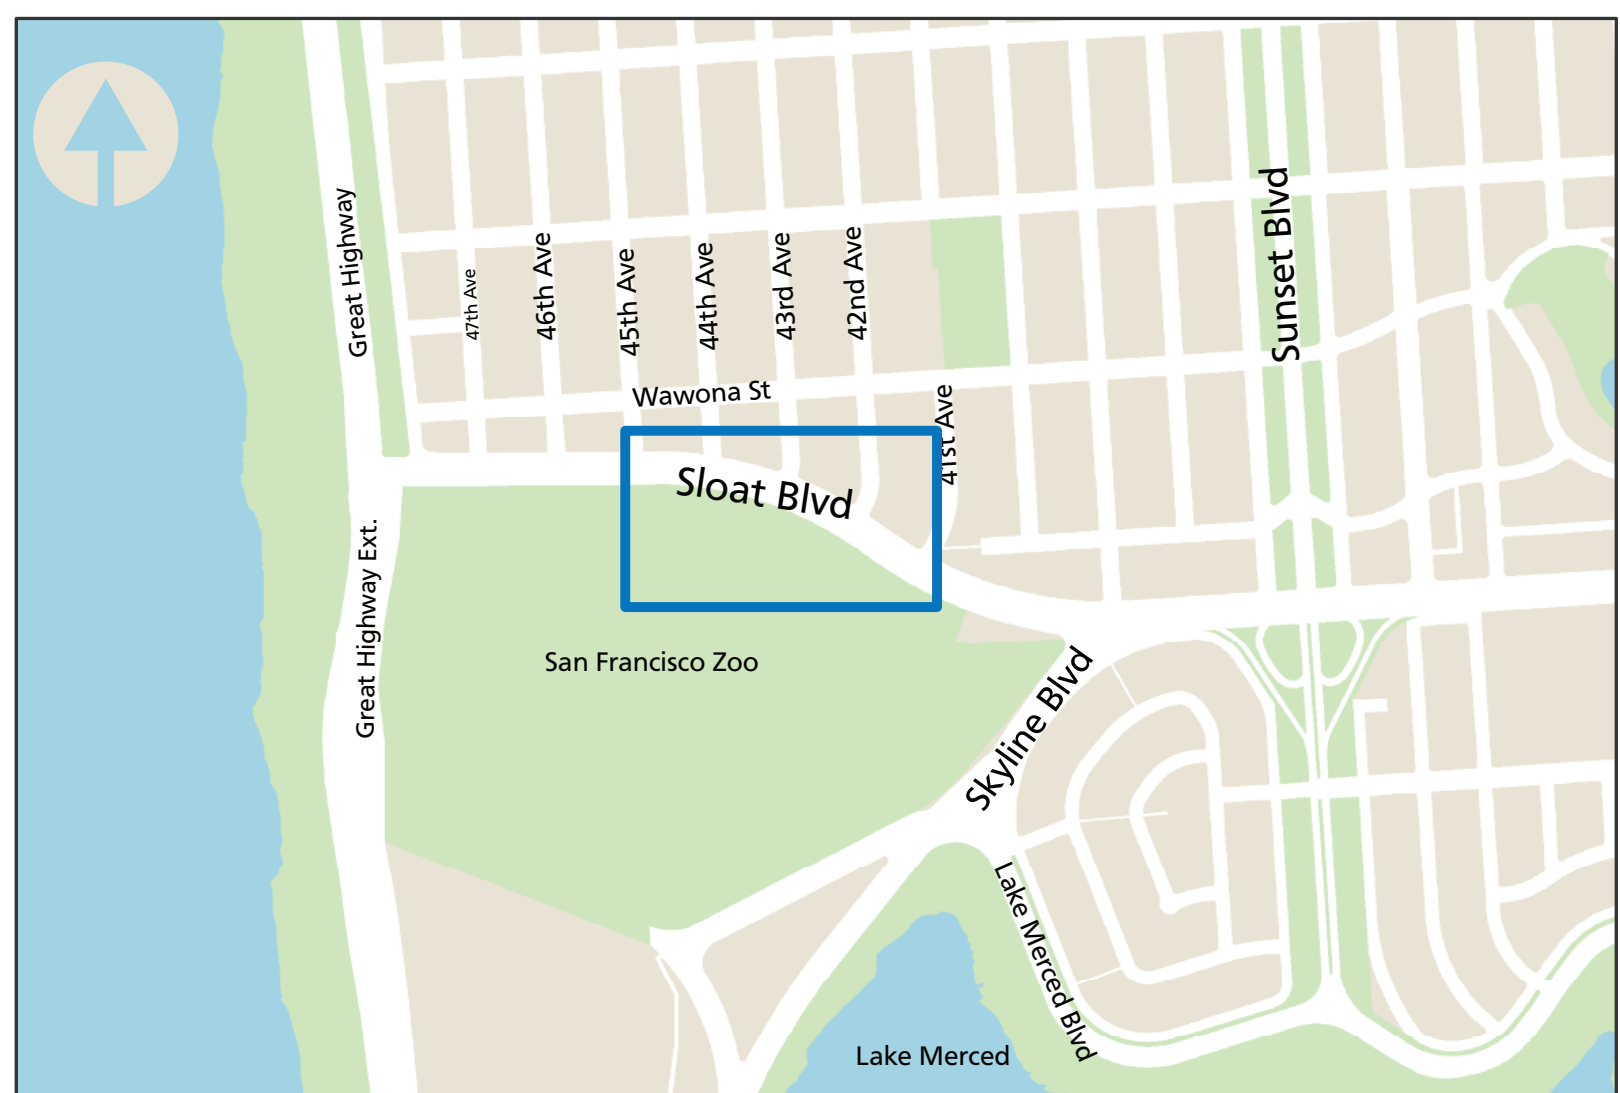 Great Highway
47th Ave
46th Ave
45th Ave
44th Ave
43rd Ave
42nd Ave
Sunset Blvd
Wawona St
41st Ave
Sloat Blvd
Great Highway Ext.
San Francisco Zoo
Skyline Blvd
Lake Merced Blvd
Lake Merced